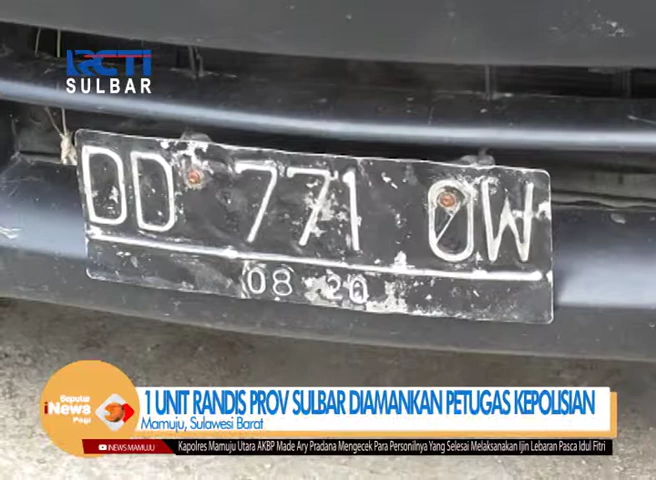 RCTI
SULBAR
DD 771 OW
08 20
Seputar
iNews
Pagi
1 UNIT RANDIS PROV SULBAR DIAMANKAN PETUGAS KEPOLISIAN
Mamuju, Sulawesi Barat
INEWS MAMUJU
Kapolres Mamuju Utara AKBP Made Ary Pradana Mengecek Para Personilnya Yang Selesai Melaksanakan Ijin Lebaran Pasca Idul Fitri